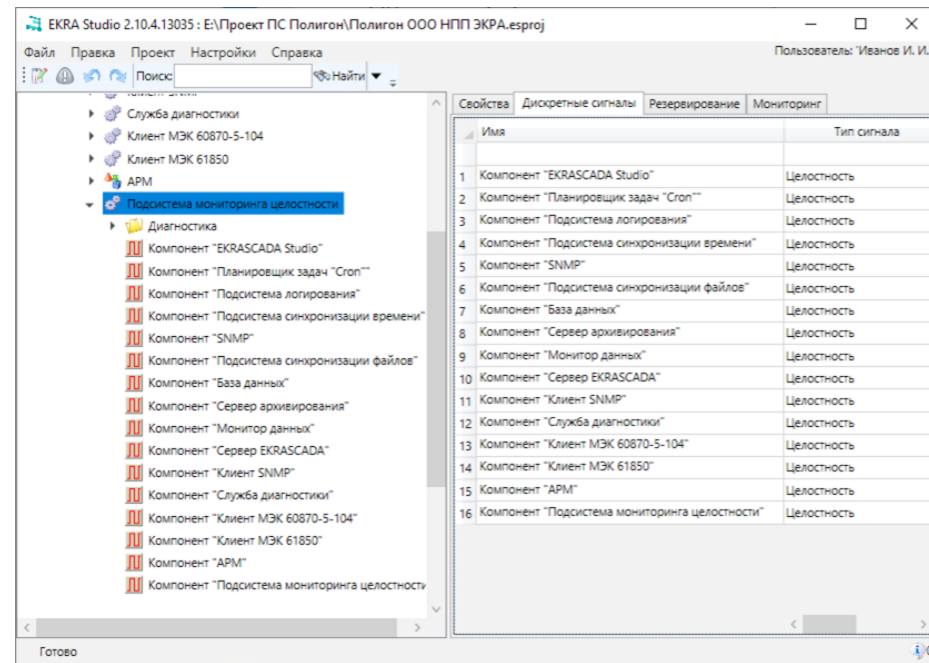 EKRA Studio 2.10.4.13035 : E:\Проект ПС Полигон\Полигон ООО НПП ЭКРА.esproj
Файл Правка Проект Настройки Справка
Пользователь: "Иванов И. И.
Поиск: Найти
Служба диагностики
Клиент МЭК 60870-5-104
Клиент МЭК 61850
АРМ
Подсистема мониторинга целостности
Диагностика
Компонент "EKRASCADA Studio"
Компонент "Планировщик задач "Cron""
Компонент "Подсистема логирования"
Компонент "Подсистема синхронизации времени"
Компонент "SNMP"
Компонент "Подсистема синхронизации файлов"
Компонент "База данных"
Компонент "Сервер архивирования"
Компонент "Монитор данных"
Компонент "Сервер EKRASCADA"
Компонент "Клиент SNMP"
Компонент "Служба диагностики"
Компонент "Клиент МЭК 60870-5-104"
Компонент "Клиент МЭК 61850"
Компонент "АРМ"
Компонент "Подсистема мониторинга целостности
Свойства Дискретные сигналы Резервирование Мониторинг
Имя Тип сигнала
1 Компонент "EKRASCADA Studio" Целостность
2 Компонент "Планировщик задач "Cron"" Целостность
3 Компонент "Подсистема логирования" Целостность
4 Компонент "Подсистема синхронизации времени" Целостность
5 Компонент "SNMP" Целостность
6 Компонент "Подсистема синхронизации файлов" Целостность
7 Компонент "База данных" Целостность
8 Компонент "Сервер архивирования" Целостность
9 Компонент "Монитор данных" Целостность
10 Компонент "Сервер EKRASCADA" Целостность
11 Компонент "Клиент SNMP" Целостность
12 Компонент "Служба диагностики" Целостность
13 Компонент "Клиент МЭК 60870-5-104" Целостность
14 Компонент "Клиент МЭК 61850" Целостность
15 Компонент "АРМ" Целостность
16 Компонент "Подсистема мониторинга целостности" Целостность
Готово